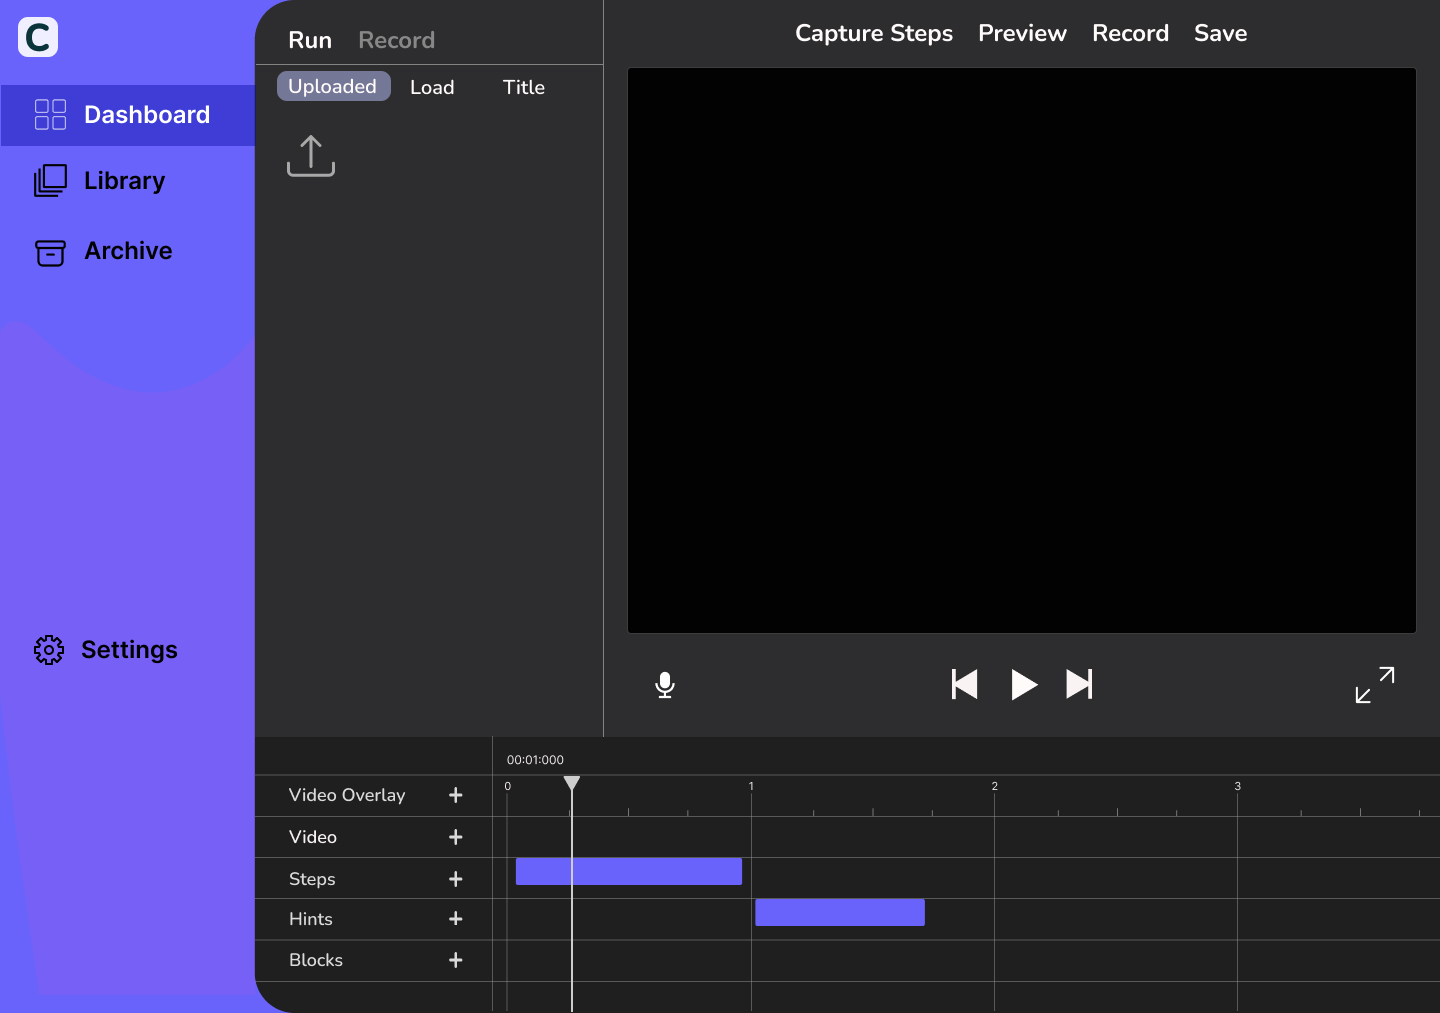 C
Dashboard
Library
Archive
Settings
Run Record
Uploaded Load Title
Capture Steps Preview Record Save
00:01:000
0 1 2 3
Video Overlay +
Video +
Steps +
Hints +
Blocks +